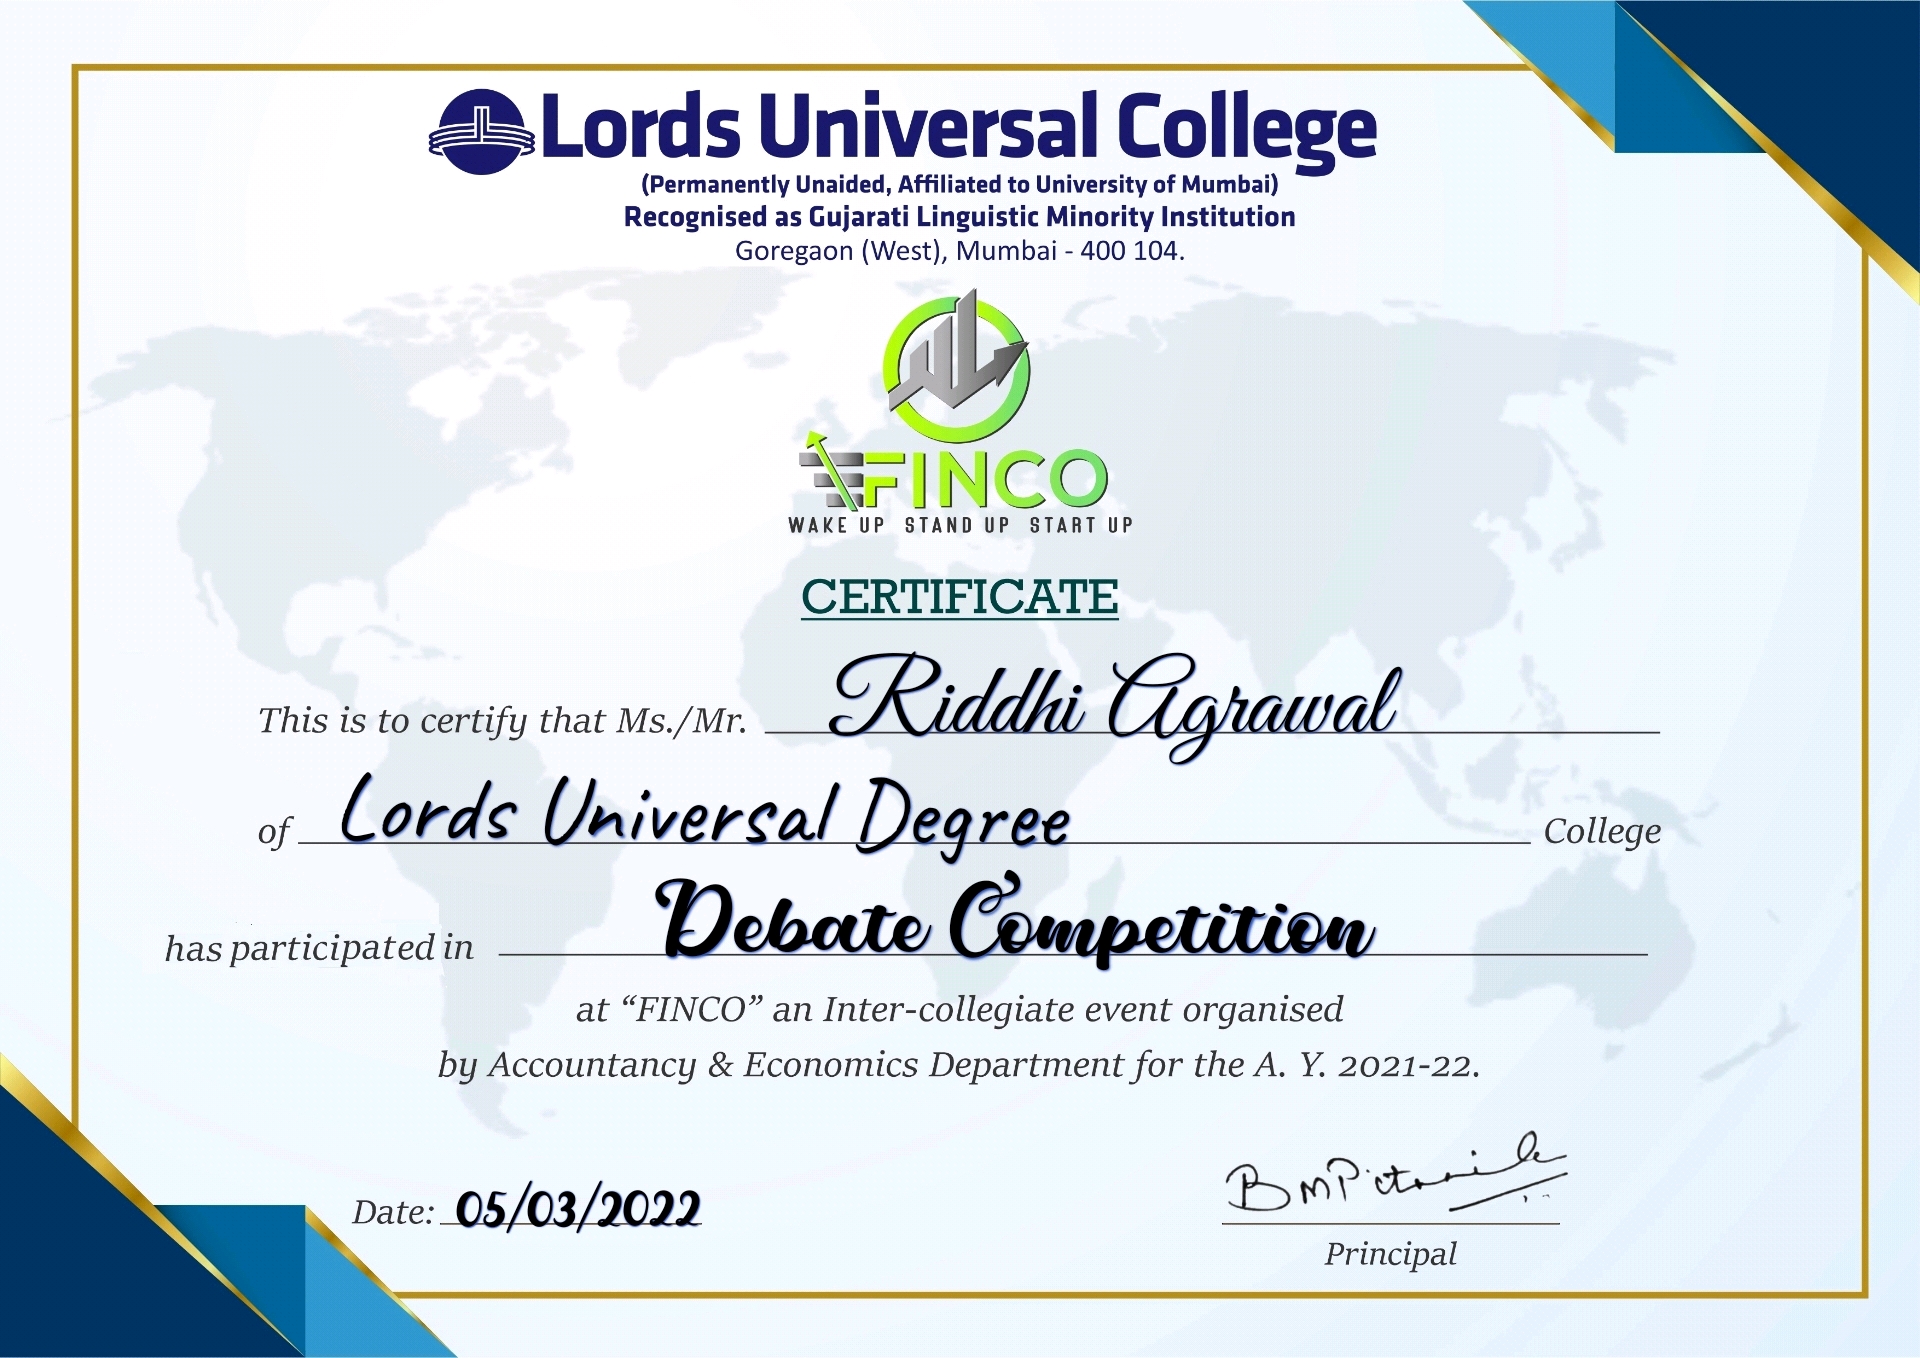 Lords Universal College
(Permanently Unaided, Affiliated to University of Mumbai)
Recognised as Gujarati Linguistic Minority Institution
Goregaon (West), Mumbai - 400 104.
FINCO
WAKE UP STAND UP START UP
CERTIFICATE
This is to certify that Ms./Mr. Riddhi Agrawal
of Lords Universal Degree College
has participated in Debate Competition
at “FINCO” an Inter-collegiate event organised
by Accountancy & Economics Department for the A. Y. 2021-22.
Date: 05/03/2022
Principal